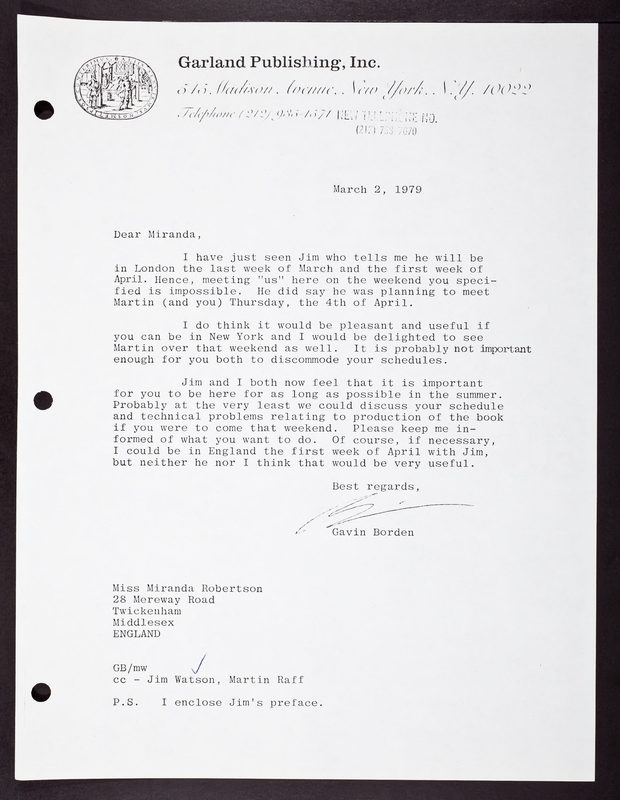 Garland Publishing, Inc.
545 Madison Avenue, New York, N.Y. 10022
Telephone (212) NEW TELEPHONE NO.
(212)
March 2, 1979
Dear Miranda,
I have just seen Jim who tells me he will be
in London the last week of March and the first week of
April. Hence, meeting "us" here on the weekend you speci-
fied is impossible. He did say he was planning to meet
Martin (and you) Thursday, the 4th of April.
I do think it would be pleasant and useful if
you can be in New York and I would be delighted to see
Martin over that weekend as well. It is probably not important
enough for you both to discommode your schedules.
Jim and I both now feel that it is important
for you to be here for as long as possible in the summer.
Probably at the very least we could discuss your schedule
and technical problems relating to production of the book
if you were to come that weekend. Please keep me in-
formed of what you want to do. Of course, if necessary,
I could be in England the first week of April with Jim,
but neither he nor I think that would be very useful.
Best regards,
Gavin Borden
Miss Miranda Robertson
28 Mereway Road
Twickenham
Middlesex
ENGLAND
GB/mw
cc - Jim Watson, Martin Raff
P.S. I enclose Jim's preface.